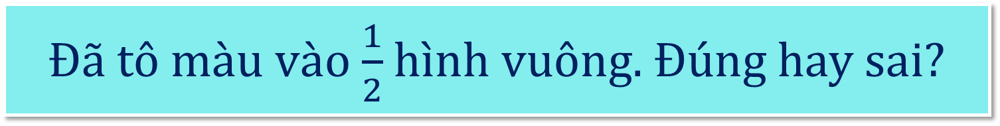 Đã tô màu vào 1/2 hình vuông. Đúng hay sai?